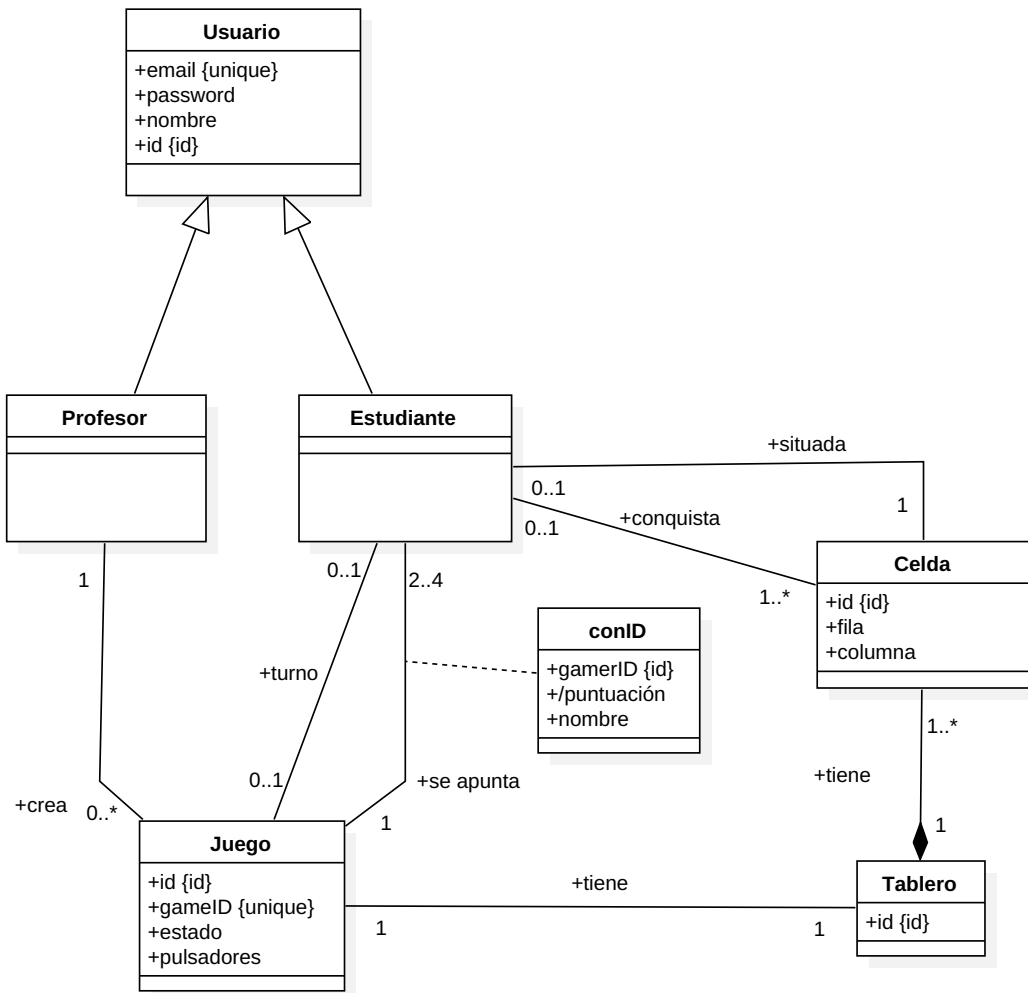 Usuario
+email {unique}
+password
+nombre
+id {id}
Profesor
Estudiante
+situada
0..1
1
+conquista
0..1
1..*
Celda
+id {id}
+fila
+columna
1
0..1
2..4
conID
+gamerID {id}
+/puntuación
+nombre
+turno
1..*
+tiene
1
+crea
0..*
0..1
+se apunta
1
Juego
+id {id}
+gameID {unique}
+estado
+pulsadores
+tiene
1
1
Tablero
+id {id}